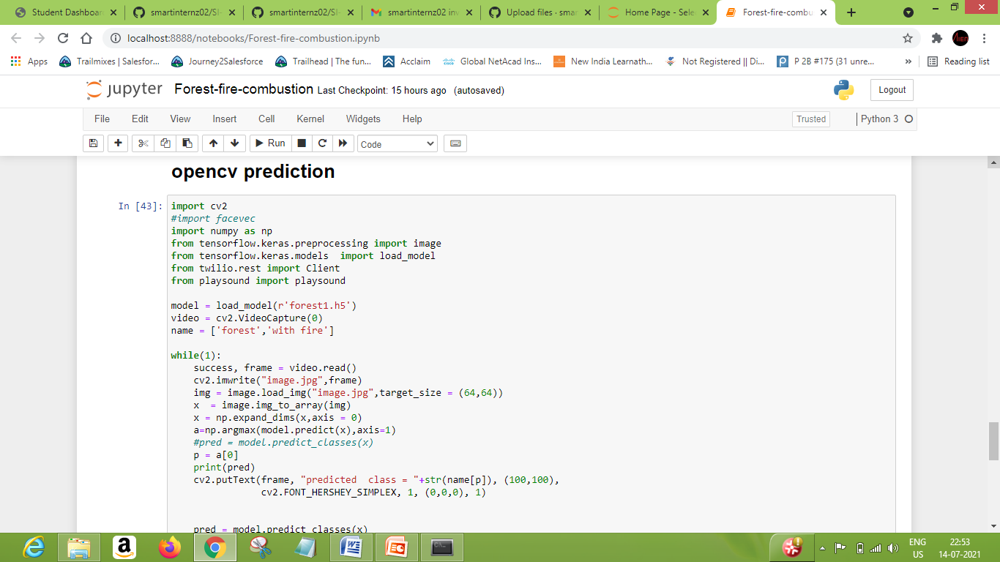 Student Dashboar
smartinternz02/SI-
smartinternz02/SI-
smartinternz02 inv
Upload files · smar
Home Page - Sele
Forest-fire-combu
localhost:8888/notebooks/Forest-fire-combustion.ipynb
Apps
Trailmixes | Salesfor...
Journey2Salesforce
Trailhead | The fun...
Acclaim
Global NetAcad Ins...
New India Learnath...
Not Registered || Di...
P 2B #175 (31 unre...
»
Reading list
jupyter Forest-fire-combustion Last Checkpoint: 15 hours ago (autosaved)
Logout
File Edit View Insert Cell Kernel Widgets Help
Trusted
Python 3
Run
Code
opencv prediction
In [43]:
import cv2
#import facevec
import numpy as np
from tensorflow.keras.preprocessing import image
from tensorflow.keras.models  import load_model
from twilio.rest import Client
from playsound import playsound
model = load_model(r'forest1.h5')
video = cv2.VideoCapture(0)
name = ['forest','with fire']
while(1):
    success, frame = video.read()
    cv2.imwrite("image.jpg",frame)
    img = image.load_img("image.jpg",target_size = (64,64))
    x  = image.img_to_array(img)
    x = np.expand_dims(x,axis = 0)
    a=np.argmax(model.predict(x),axis=1)
    #pred = model.predict_classes(x)
    p = a[0]
    print(pred)
    cv2.putText(frame, "predicted  class = "+str(name[p]), (100,100),
                cv2.FONT_HERSHEY_SIMPLEX, 1, (0,0,0), 1)
    pred = model.predict_classes(x)
ENG
US
22:53
14-07-2021